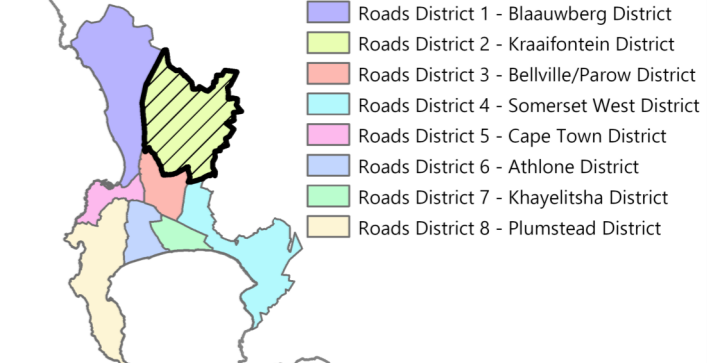 Roads District 1 - Blaauwberg District
Roads District 2 - Kraaifontein District
Roads District 3 - Bellville/Parow District
Roads District 4 - Somerset West District
Roads District 5 - Cape Town District
Roads District 6 - Athlone District
Roads District 7 - Khayelitsha District
Roads District 8 - Plumstead District